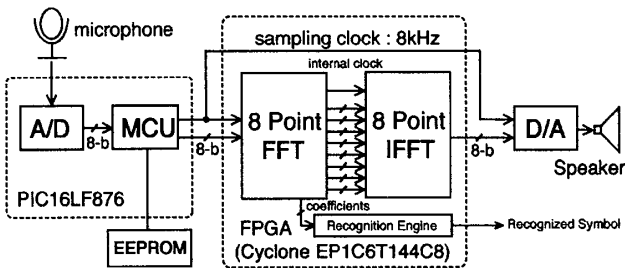 microphone
sampling clock : 8kHz
internal clock
A/D
8-b
MCU
8-b
8 Point
FFT
8 Point
IFFT
8-b
D/A
Speaker
PIC16LF876
EEPROM
coefficients
FPGA
Recognition Engine
Recognized Symbol
(Cyclone EP1C6T144C8)